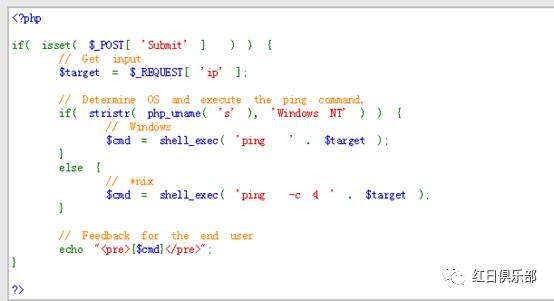 <?php
if( isset( $_POST[ 'Submit' ] ) ) {
// Get input
$target = $_REQUEST[ 'ip' ];
// Determine OS and execute the ping command.
if( stristr( php_uname( 's' ), 'Windows NT' ) ) {
// Windows
$cmd = shell_exec( 'ping ' . $target );
}
else {
// *nix
$cmd = shell_exec( 'ping -c 4 ' . $target );
}
// Feedback for the end user
echo "<pre>{$cmd}</pre>";
}
?>
红日俱乐部